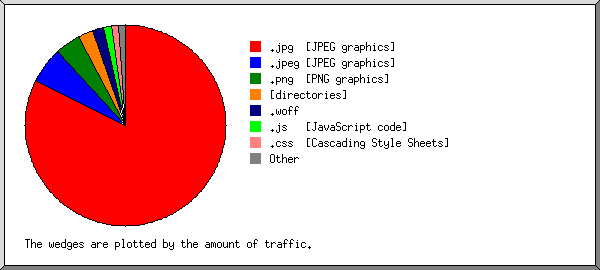 .jpg [JPEG graphics]
.jpeg [JPEG graphics]
.png [PNG graphics]
[directories]
.woff
.js [JavaScript code]
.css [Cascading Style Sheets]
Other
The wedges are plotted by the amount of traffic.